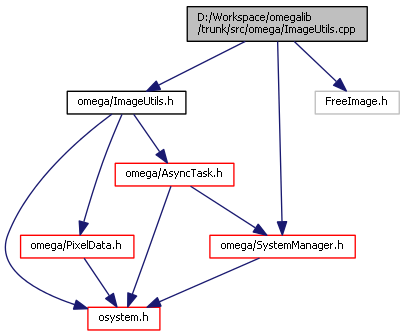 D:/Workspace/omegalib
/trunk/src/omega/ImageUtils.cpp
omega/ImageUtils.h
FreeImage.h
omega/AsyncTask.h
omega/PixelData.h
omega/SystemManager.h
osystem.h